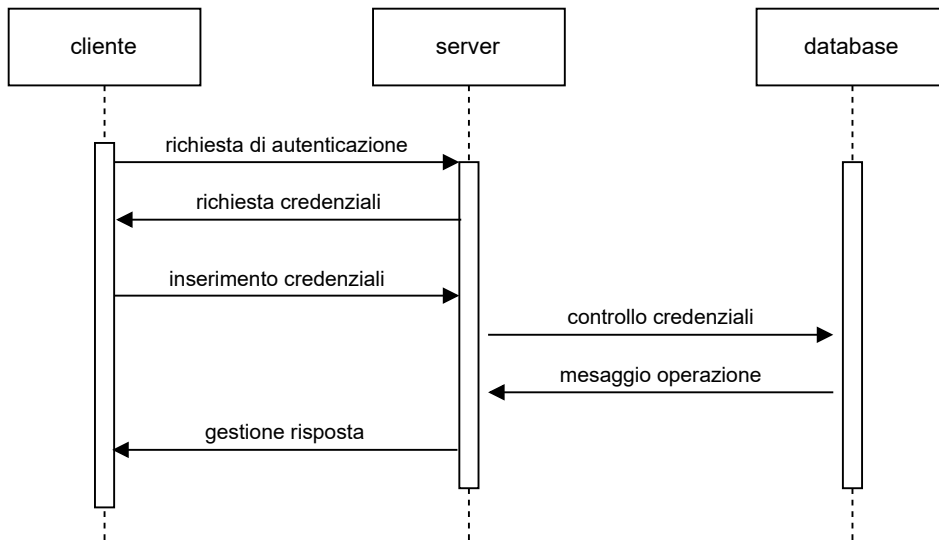 cliente
server
database
richiesta di autenticazione
richiesta credenziali
inserimento credenziali
controllo credenziali
mesaggio operazione
gestione risposta